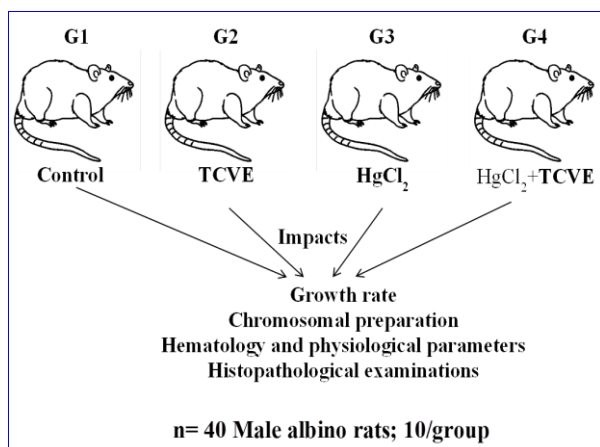 G1 G2 G3 G4
Control TCVE HgCl₂ HgCl₂+TCVE
Impacts
Growth rate
Chromosomal preparation
Hematology and physiological parameters
Histopathological examinations
n= 40 Male albino rats; 10/group